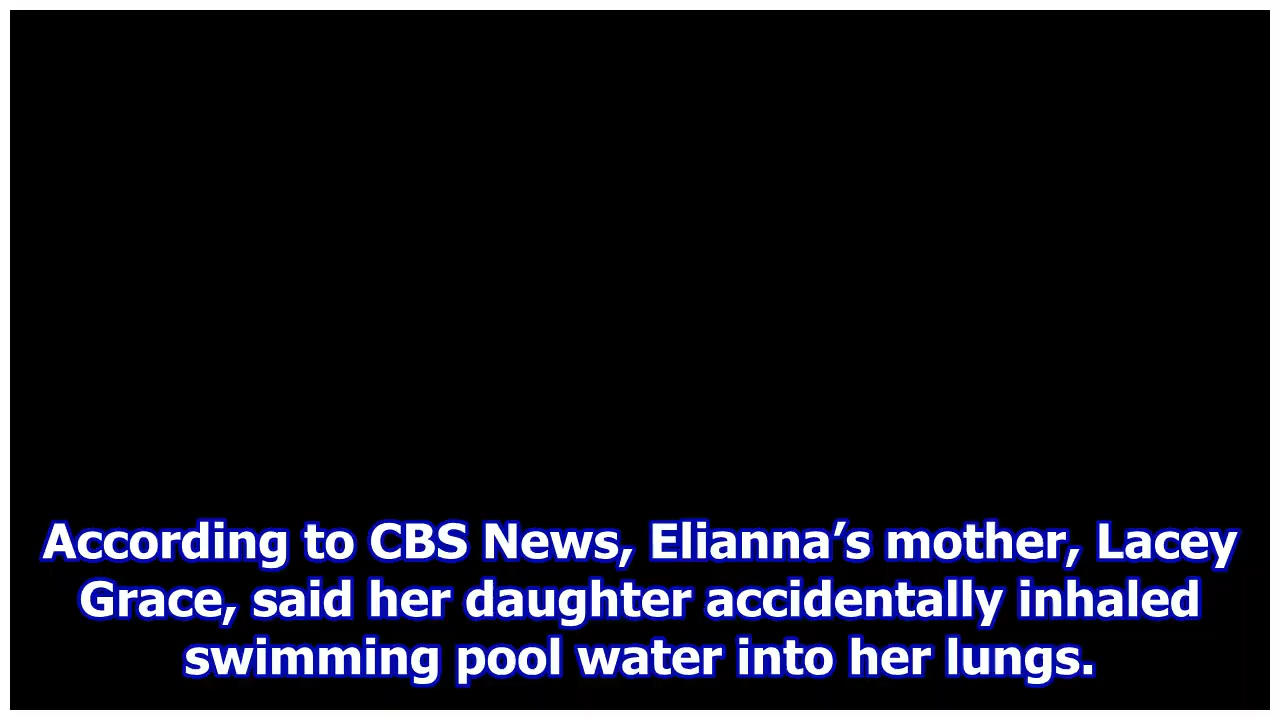 According to CBS News, Elianna’s mother, Lacey
Grace, said her daughter accidentally inhaled
swimming pool water into her lungs.